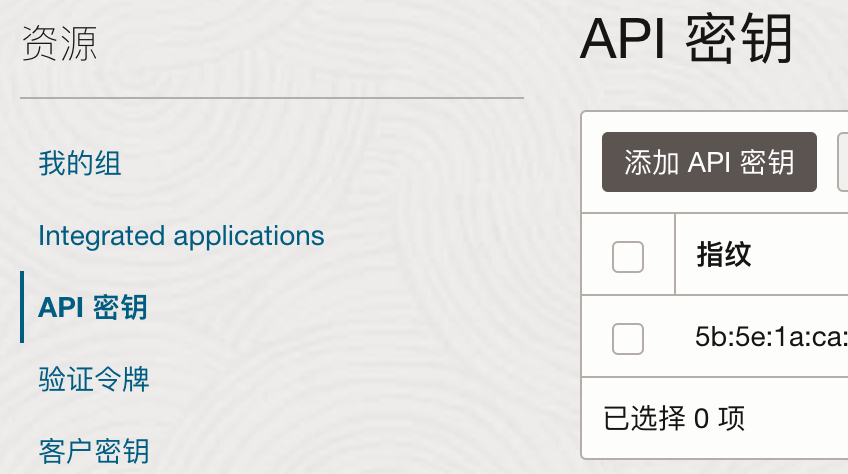 资源
我的组
Integrated applications
API 密钥
验证令牌
客户密钥
API 密钥
添加 API 密钥
指纹
5b:5e:1a:ca:
已选择 0 项